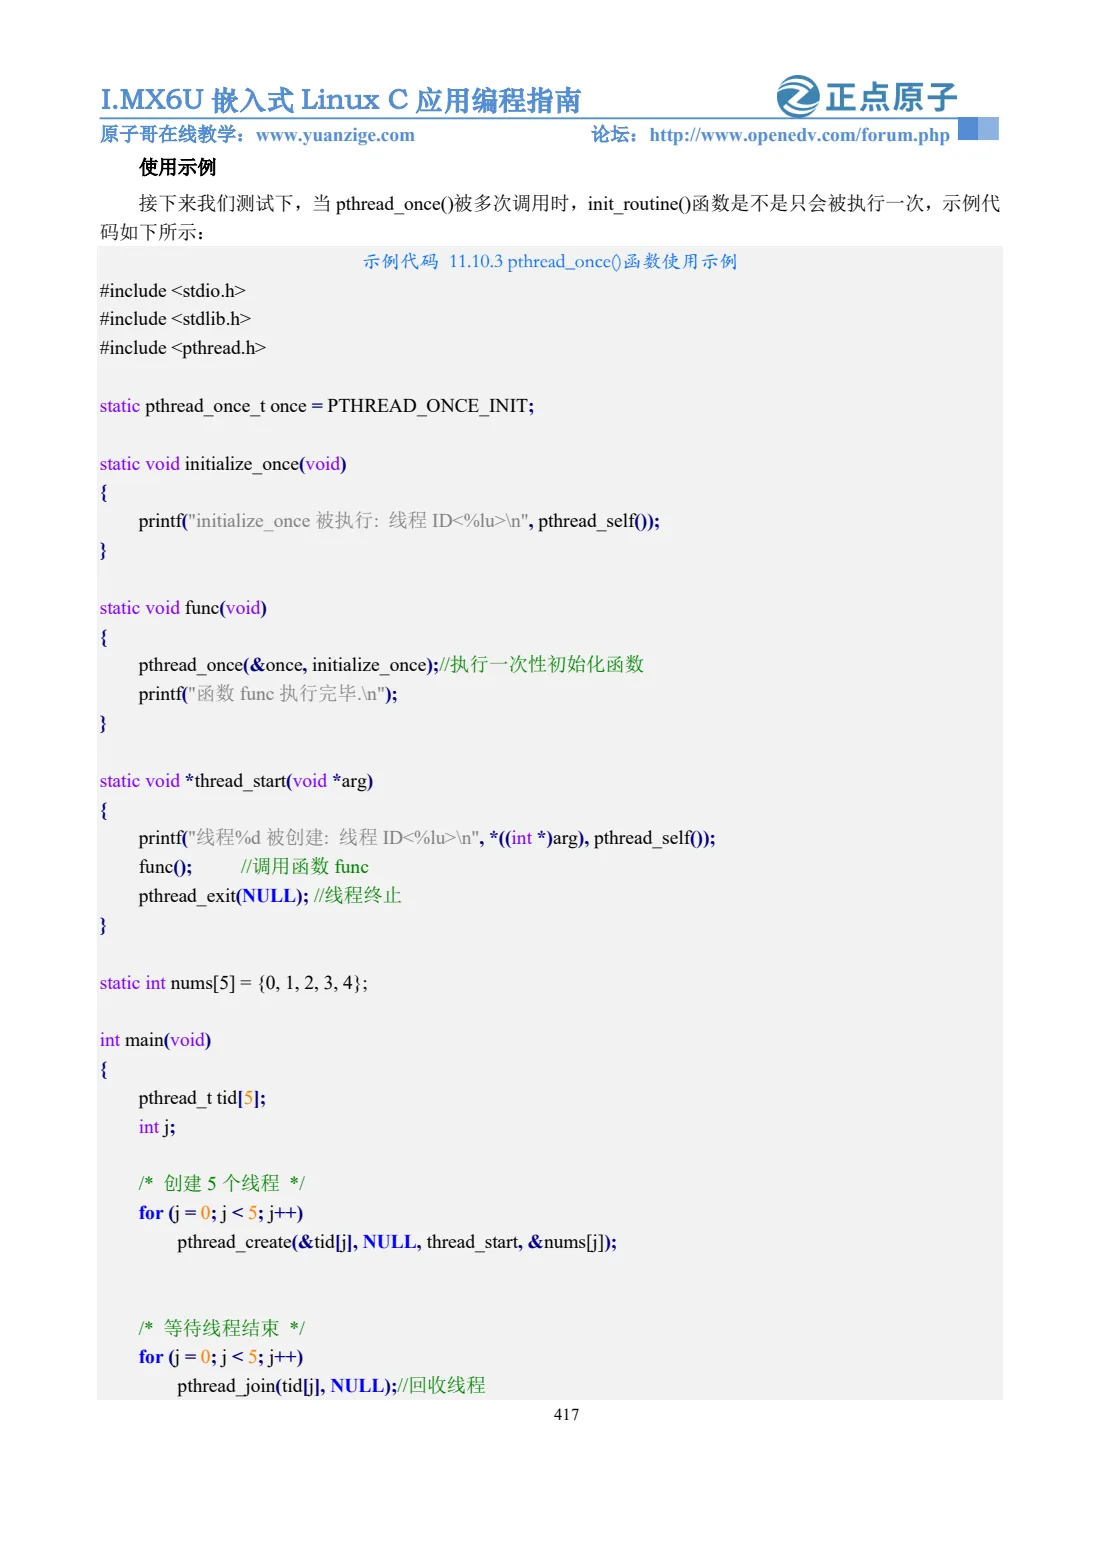 I.MX6U 嵌入式 Linux C 应用编程指南
正点原子
原子哥在线教学：www.yuanzige.com 论坛：http://www.openedv.com/forum.php
使用示例
接下来我们测试下，当 pthread_once()被多次调用时，init_routine()函数是不是只会被执行一次，示例代
码如下所示：
示例代码 11.10.3 pthread_once()函数使用示例
#include <stdio.h>
#include <stdlib.h>
#include <pthread.h>
static pthread_once_t once = PTHREAD_ONCE_INIT;
static void initialize_once(void)
{
printf("initialize_once 被执行: 线程 ID<%lu>\n", pthread_self());
}
static void func(void)
{
pthread_once(&once, initialize_once);//执行一次性初始化函数
printf("函数 func 执行完毕.\n");
}
static void *thread_start(void *arg)
{
printf("线程%d 被创建: 线程 ID<%lu>\n", *((int *)arg), pthread_self());
func(); //调用函数 func
pthread_exit(NULL); //线程终止
}
static int nums[5] = {0, 1, 2, 3, 4};
int main(void)
{
pthread_t tid[5];
int j;
/* 创建 5 个线程 */
for (j = 0; j < 5; j++)
pthread_create(&tid[j], NULL, thread_start, &nums[j]);
/* 等待线程结束 */
for (j = 0; j < 5; j++)
pthread_join(tid[j], NULL);//回收线程
417